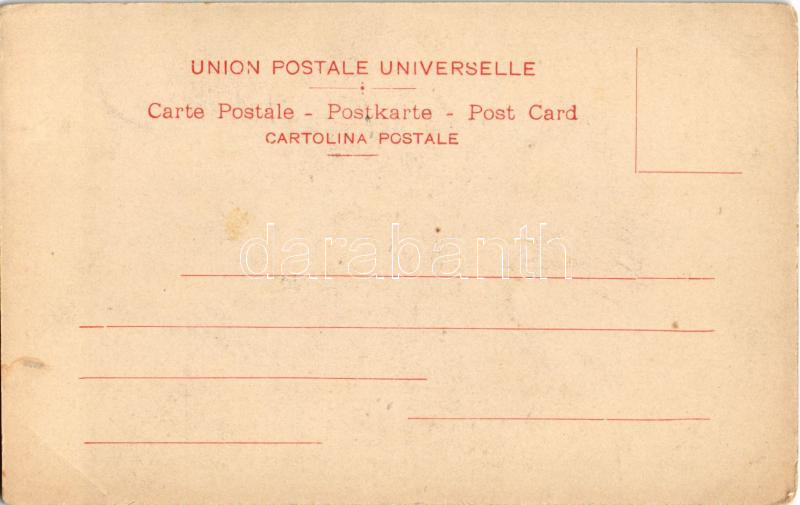 UNION POSTALE UNIVERSELLE
Carte Postale - Postkarte - Post Card
CARTOLINA POSTALE
darabanth